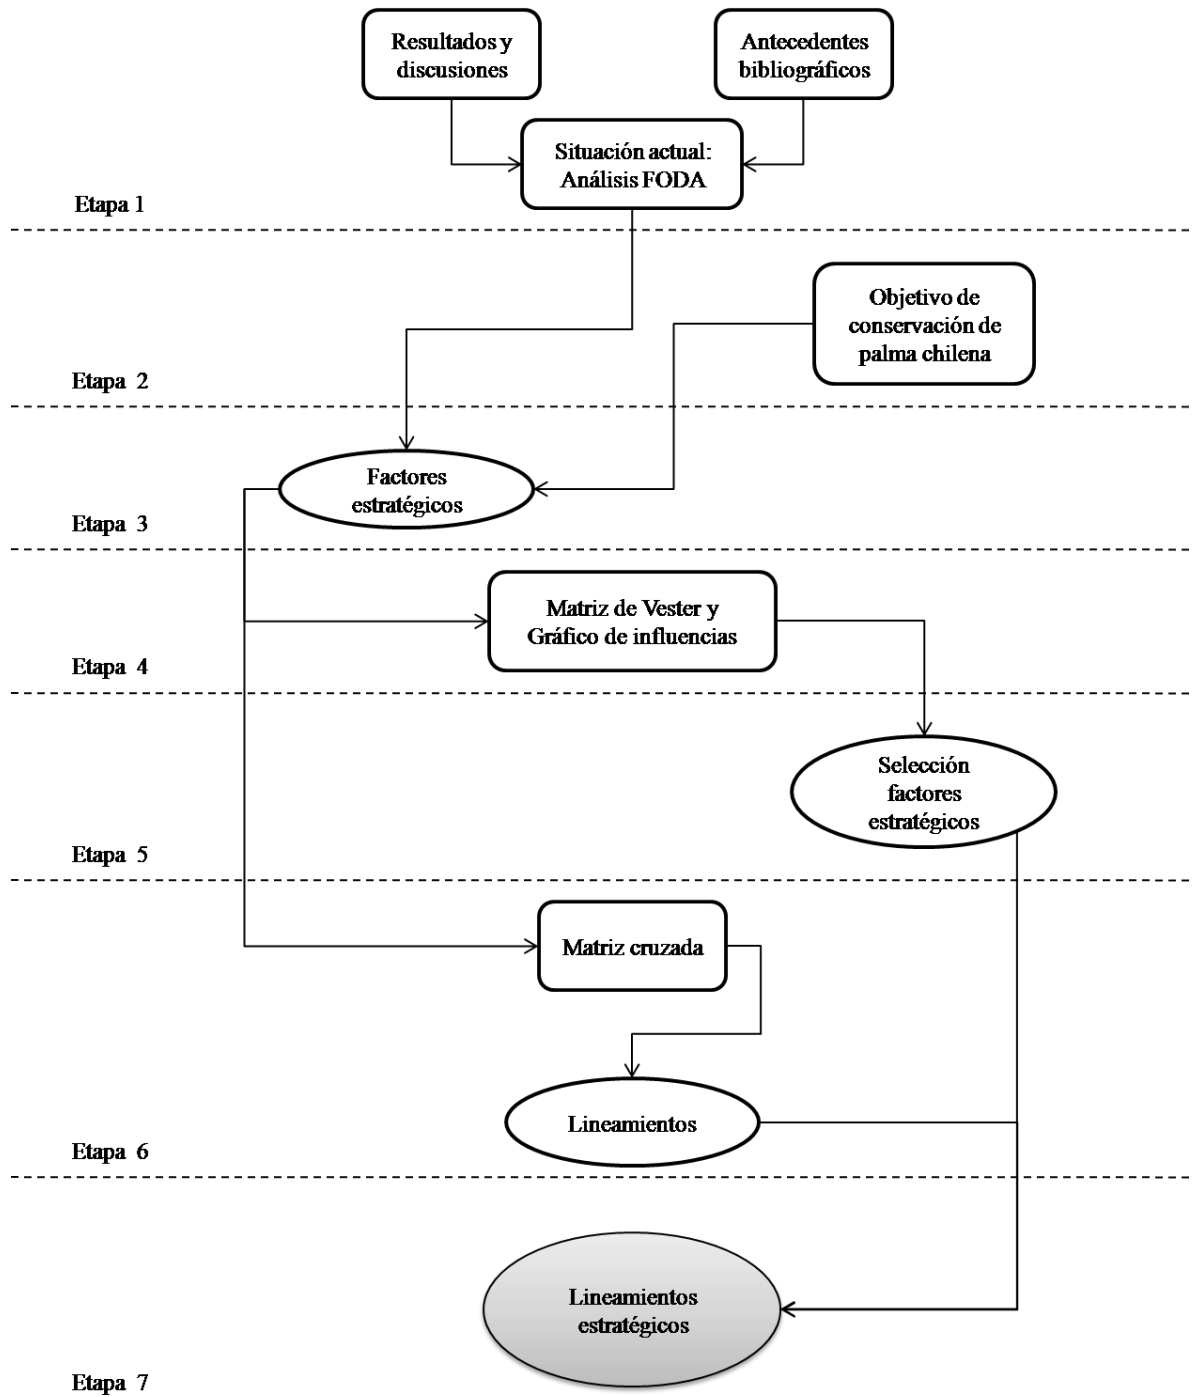 Resultados y
discusiones
Antecedentes
bibliográficos
Situación actual:
Análisis FODA
Etapa 1
Objetivo de
conservación de
palma chilena
Etapa 2
Factores
estratégicos
Etapa 3
Matriz de Vester y
Gráfico de influencias
Etapa 4
Selección
factores
estratégicos
Etapa 5
Matriz cruzada
Lineamientos
Etapa 6
Lineamientos
estratégicos
Etapa 7